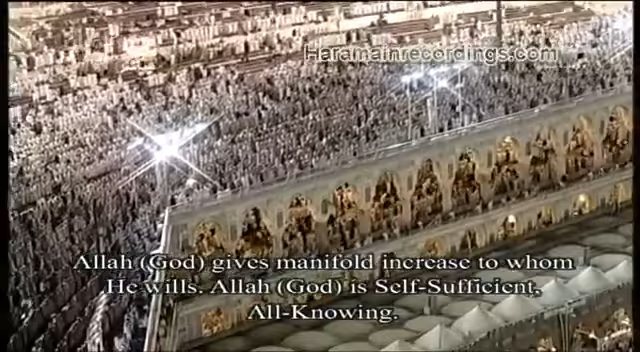 Haramainrecordings.com
Allah (God) gives manifold increase to whom
He wills. Allah (God) is Self-Sufficient,
All-Knowing.